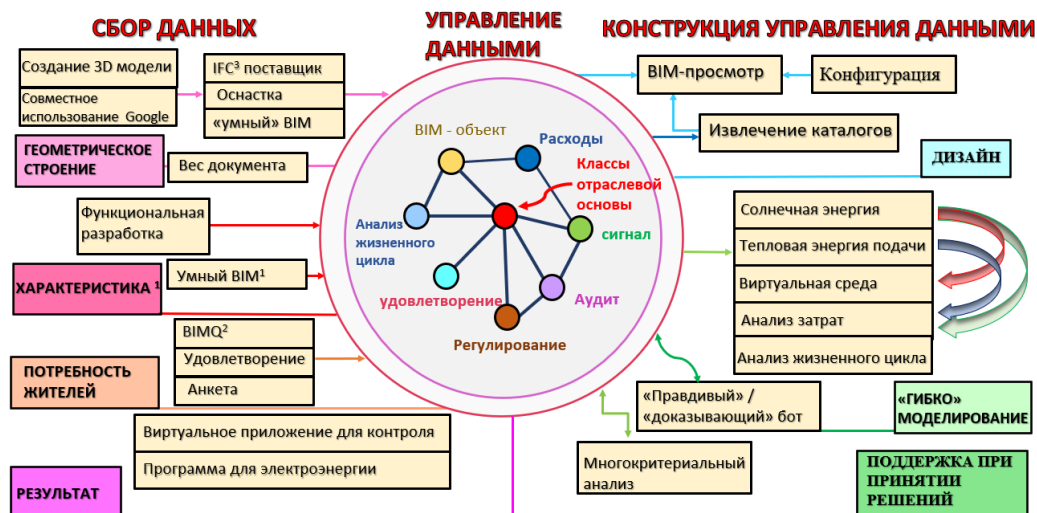 СБОР ДАННЫХ
УПРАВЛЕНИЕ
ДАННЫМИ
КОНСТРУКЦИЯ УПРАВЛЕНИЯ ДАННЫМИ
Создание 3D модели
Совместное
использование Google
IFC³ поставщик
Оснастка
«умный» BIM
ГЕОМЕТРИЧЕСКОЕ
СТРОЕНИЕ
Вес документа
Функциональная
разработка
ХАРАКТЕРИСТИКА ¹
Умный BIM¹
BIMQ²
Удовлетворение
Анкета
ПОТРЕБНОСТЬ
ЖИТЕЛЕЙ
Виртуальное приложение для контроля
Программа для электроэнергии
РЕЗУЛЬТАТ
BIM - объект
Расходы
Классы
отраслевой
основы
Анализ
жизненного
цикла
сигнал
удовлетворение
Аудит
Регулирование
BIM-просмотр
Конфигурация
Извлечение каталогов
ДИЗАЙН
Солнечная энергия
Тепловая энергия подачи
Виртуальная среда
Анализ затрат
Анализ жизненного цикла
«Правдивый» /
«доказывающий» бот
«ГИБКО»
МОДЕЛИРОВАНИЕ
Многокритериальный
анализ
ПОДДЕРЖКА ПРИ
ПРИНЯТИИ
РЕШЕНИЙ